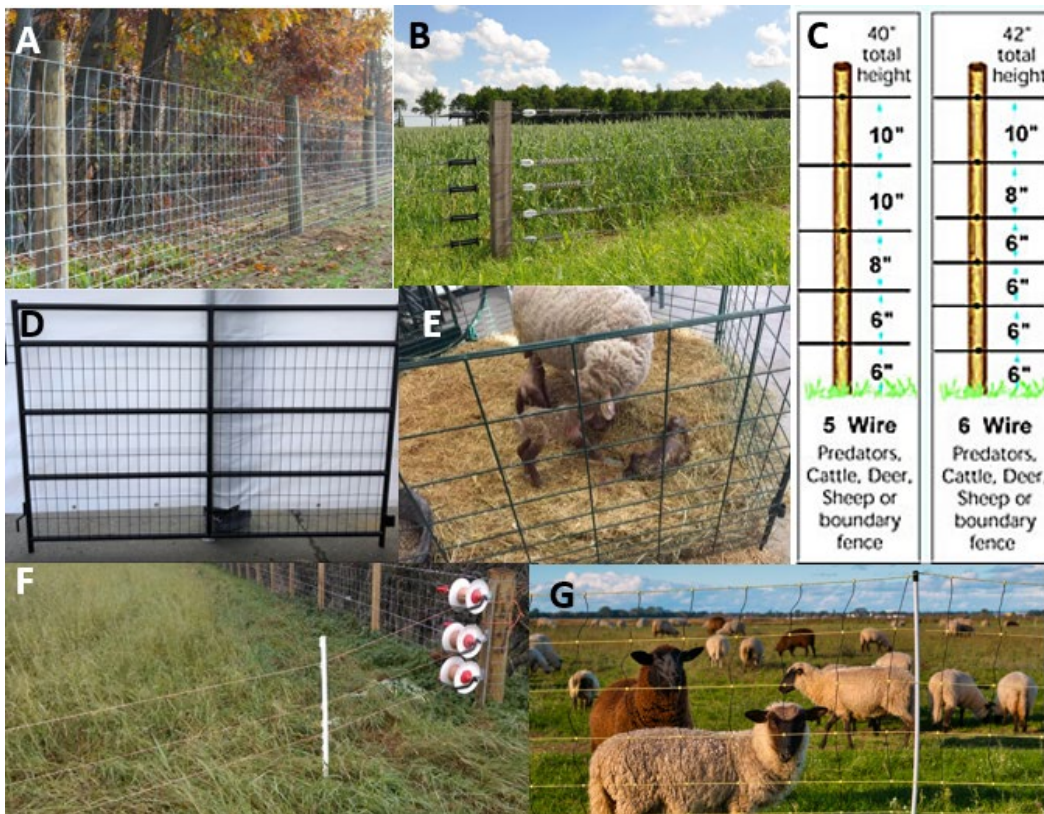 A
B
C
40"
total
height
10"
10"
8"
6"
6"
5 Wire
Predators,
Cattle, Deer,
Sheep or
boundary
fence
42"
total
height
10"
8"
6"
6"
6"
6"
6 Wire
Predators,
Cattle, Deer,
Sheep or
boundary
fence
D
E
F
G